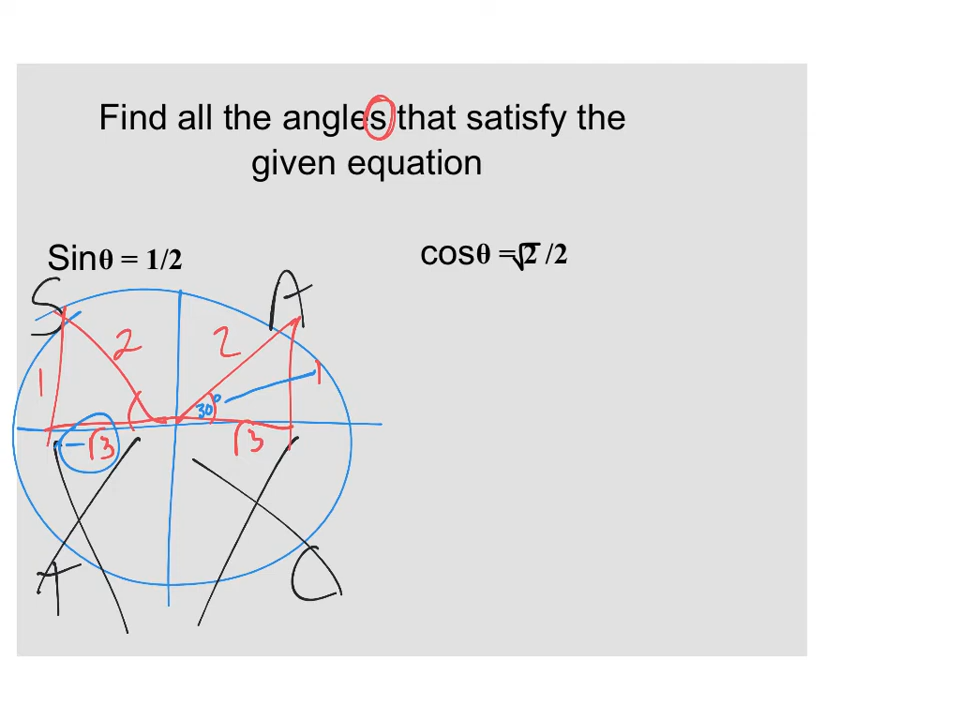 Find all the angles that satisfy the
given equation
Sinθ = 1/2
cosθ = √2 /2
S
A
2
2
1
1
30°
-√3
√3
T
C